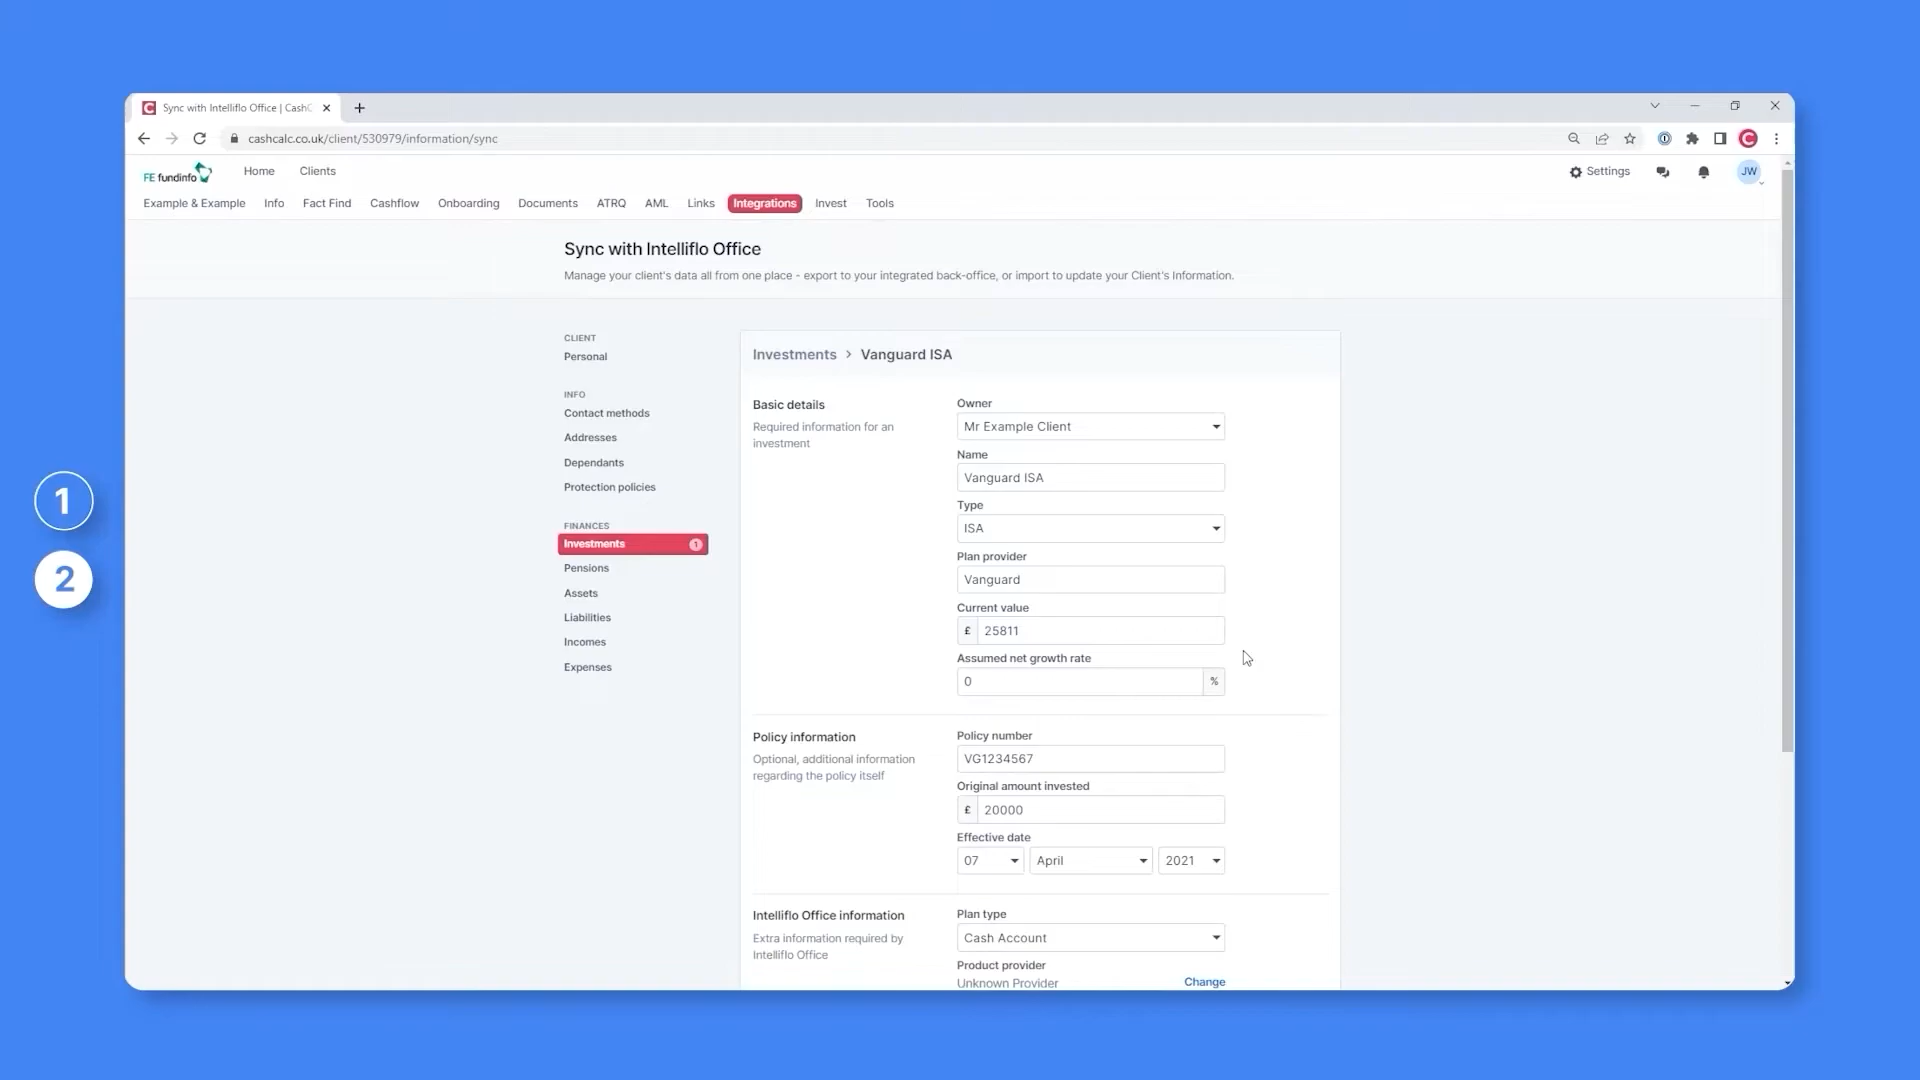 Sync with Intelliflo Office | CashC
cashcalc.co.uk/client/530979/information/sync
FE fundinfo
Home
Clients
Settings
JW
Example & Example
Info
Fact Find
Cashflow
Onboarding
Documents
ATRQ
AML
Links
Integrations
Invest
Tools
Sync with Intelliflo Office
Manage your client's data all from one place - export to your integrated back-office, or import to update your Client's Information.
CLIENT
Personal
INFO
Contact methods
Addresses
Dependants
Protection policies
FINANCES
Investments 1
Pensions
Assets
Liabilities
Incomes
Expenses
1
2
Investments > Vanguard ISA
Basic details
Required information for an
investment
Owner
Mr Example Client
Name
Vanguard ISA
Type
ISA
Plan provider
Vanguard
Current value
£ 25811
Assumed net growth rate
0 %
Policy information
Optional, additional information
regarding the policy itself
Policy number
VG1234567
Original amount invested
£ 20000
Effective date
07 April 2021
Intelliflo Office information
Extra information required by
Intelliflo Office
Plan type
Cash Account
Product provider
Unknown Provider
Change